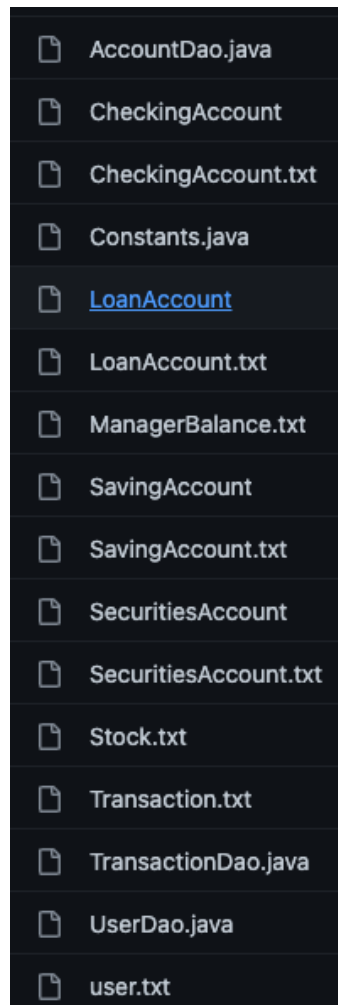 AccountDao.java
CheckingAccount
CheckingAccount.txt
Constants.java
LoanAccount
LoanAccount.txt
ManagerBalance.txt
SavingAccount
SavingAccount.txt
SecuritiesAccount
SecuritiesAccount.txt
Stock.txt
Transaction.txt
TransactionDao.java
UserDao.java
user.txt